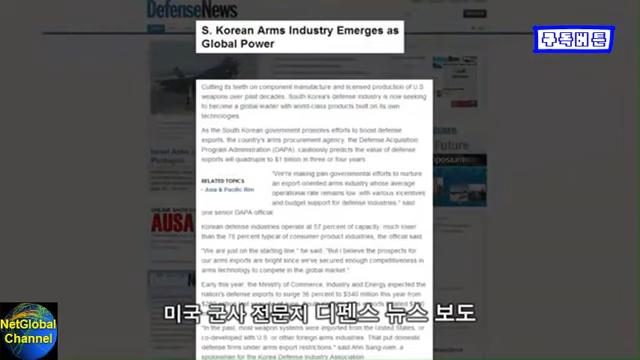 DefenseNews
S. Korean Arms Industry Emerges as
Global Power
구독버튼
Cutting its teeth on component manufacture and licensed production of U.S.
weapons over past decades, South Korea's defense industry is now seeking
to become a global leader with world-class products built on its own
technologies.
As the South Korean government promotes efforts to boost defense
exports, the country's arms procurement agency, the Defense Acquisition
Program Administration (DAPA), cautiously predicts the value of defense
exports will quadruple to $1 billion in three or four years.
"We're making pan-governmental efforts to nurture
an export-oriented arms industry whose average
operational rate remains low, with various incentives
and budget support for defense industries," said
RELATED TOPICS
- Asia & Pacific Rim
one senior DAPA official.
Korean defense industries operate at 57 percent of capacity, much lower
than the 78 percent typical of consumer product industries, the official said.
"We are just on the starting line," he said. "But I believe the prospects for
our arms exports are bright since we've secured enough competitiveness in
arms technology to compete in the global market."
Early this year, the Ministry of Commerce, Industry and Energy expected the
nation's defense exports to surge 36 percent to $340 million this year from
미국 군사 전문지 디펜스 뉴스 보도
"In the past, most weapon systems were imported from the United States, or
co-developed with U.S. or other foreign arms industries. That put domestic
defense firms under arms export restrictions," said Ahn Sang-
spokesman for the Korea Defense Industry Association.
Israel Arms
Pentagon
AUSA
NetGlobal
Channel